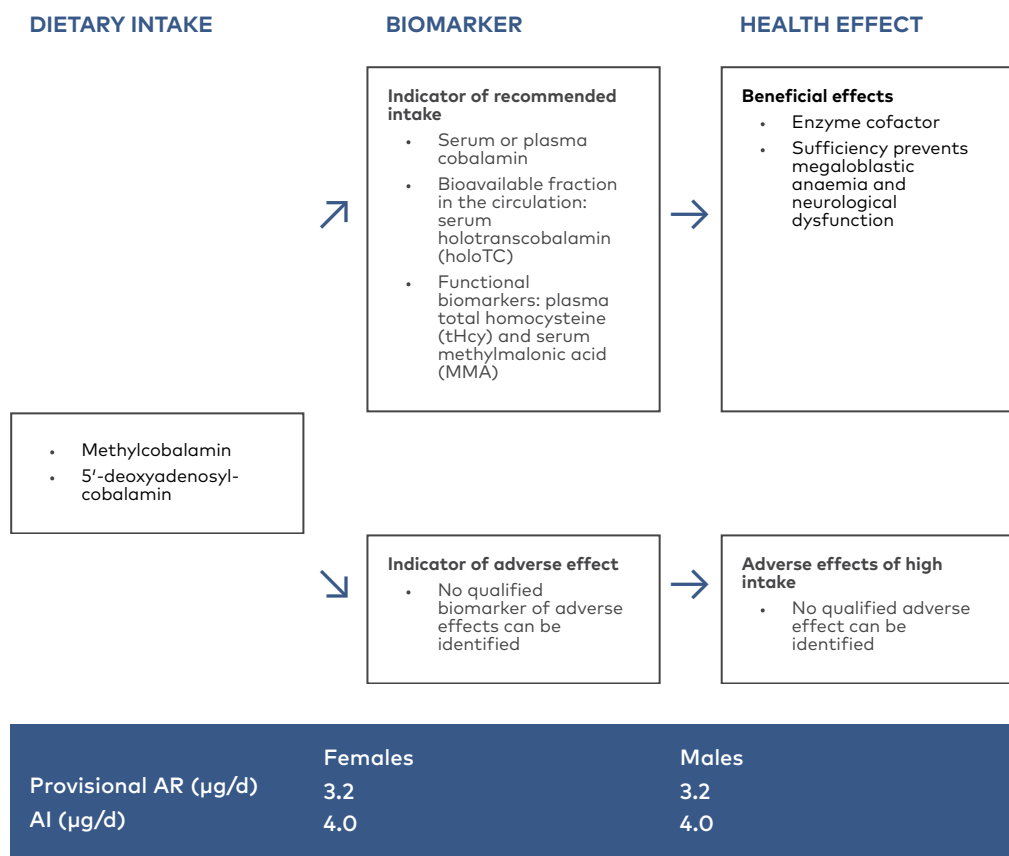 DIETARY INTAKE
BIOMARKER
HEALTH EFFECT
Indicator of recommended
intake
• Serum or plasma
cobalamin
• Bioavailable fraction
in the circulation:
serum
holotranscobalamin
(holoTC)
• Functional
biomarkers: plasma
total homocysteine
(tHcy) and serum
methylmalonic acid
(MMA)
Beneficial effects
• Enzyme cofactor
• Sufficiency prevents
megaloblastic
anaemia and
neurological
dysfunction
• Methylcobalamin
• 5′-deoxyadenosyl-
cobalamin
Indicator of adverse effect
• No qualified
biomarker of adverse
effects can be
identified
Adverse effects of high
intake
• No qualified adverse
effect can be
identified
Females Males
Provisional AR (µg/d) 3.2 3.2
AI (µg/d) 4.0 4.0